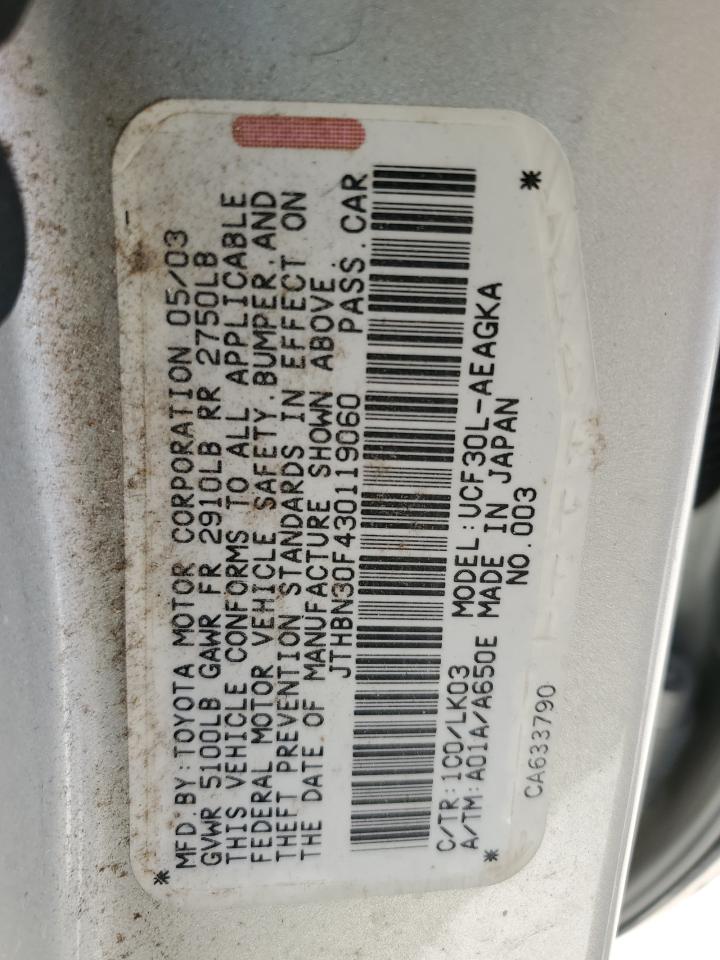 MFD.BY:TOYOTA MOTOR CORPORATION 05/03
GVWR 5100LB GAWR FR 2910LB RR 2750LB
THIS VEHICLE CONFORMS TO ALL APPLICABLE
FEDERAL MOTOR VEHICLE SAFETY,BUMPER,AND
THEFT PREVENTION STANDARDS IN EFFECT ON
THE DATE OF MANUFACTURE SHOWN ABOVE.
JTHBN30F430119060 PASS.CAR
C/TR:1C0/LK03 MODEL:UCF30L-AEAGKA
A/TM:A01A/A650E MADE IN JAPAN
NO.003
CA633790